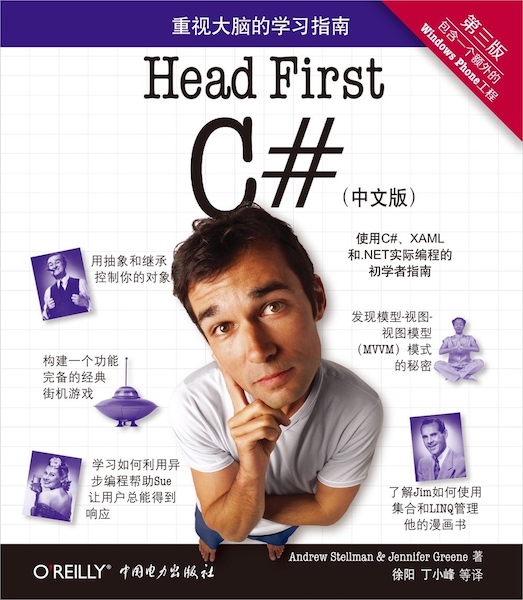 重视大脑的学习指南
第三版
包含一个额外的
Windows Phone工程
Head First
C#
（中文版）
使用C#、XAML
和.NET实际编程的
初学者指南
用抽象和继承
控制你的对象
发现模型-视图-
视图模型
（MVVM）模式
的秘密
构建一个功能
完备的经典
街机游戏
学习如何利用异
步编程帮助Sue
让用户总能得到
响应
了解Jim如何使用
集合和LINQ管理
他的漫画书
Andrew Stellman & Jennifer Greene 著
徐阳 丁小峰 等译
O'REILLY® 中国电力出版社